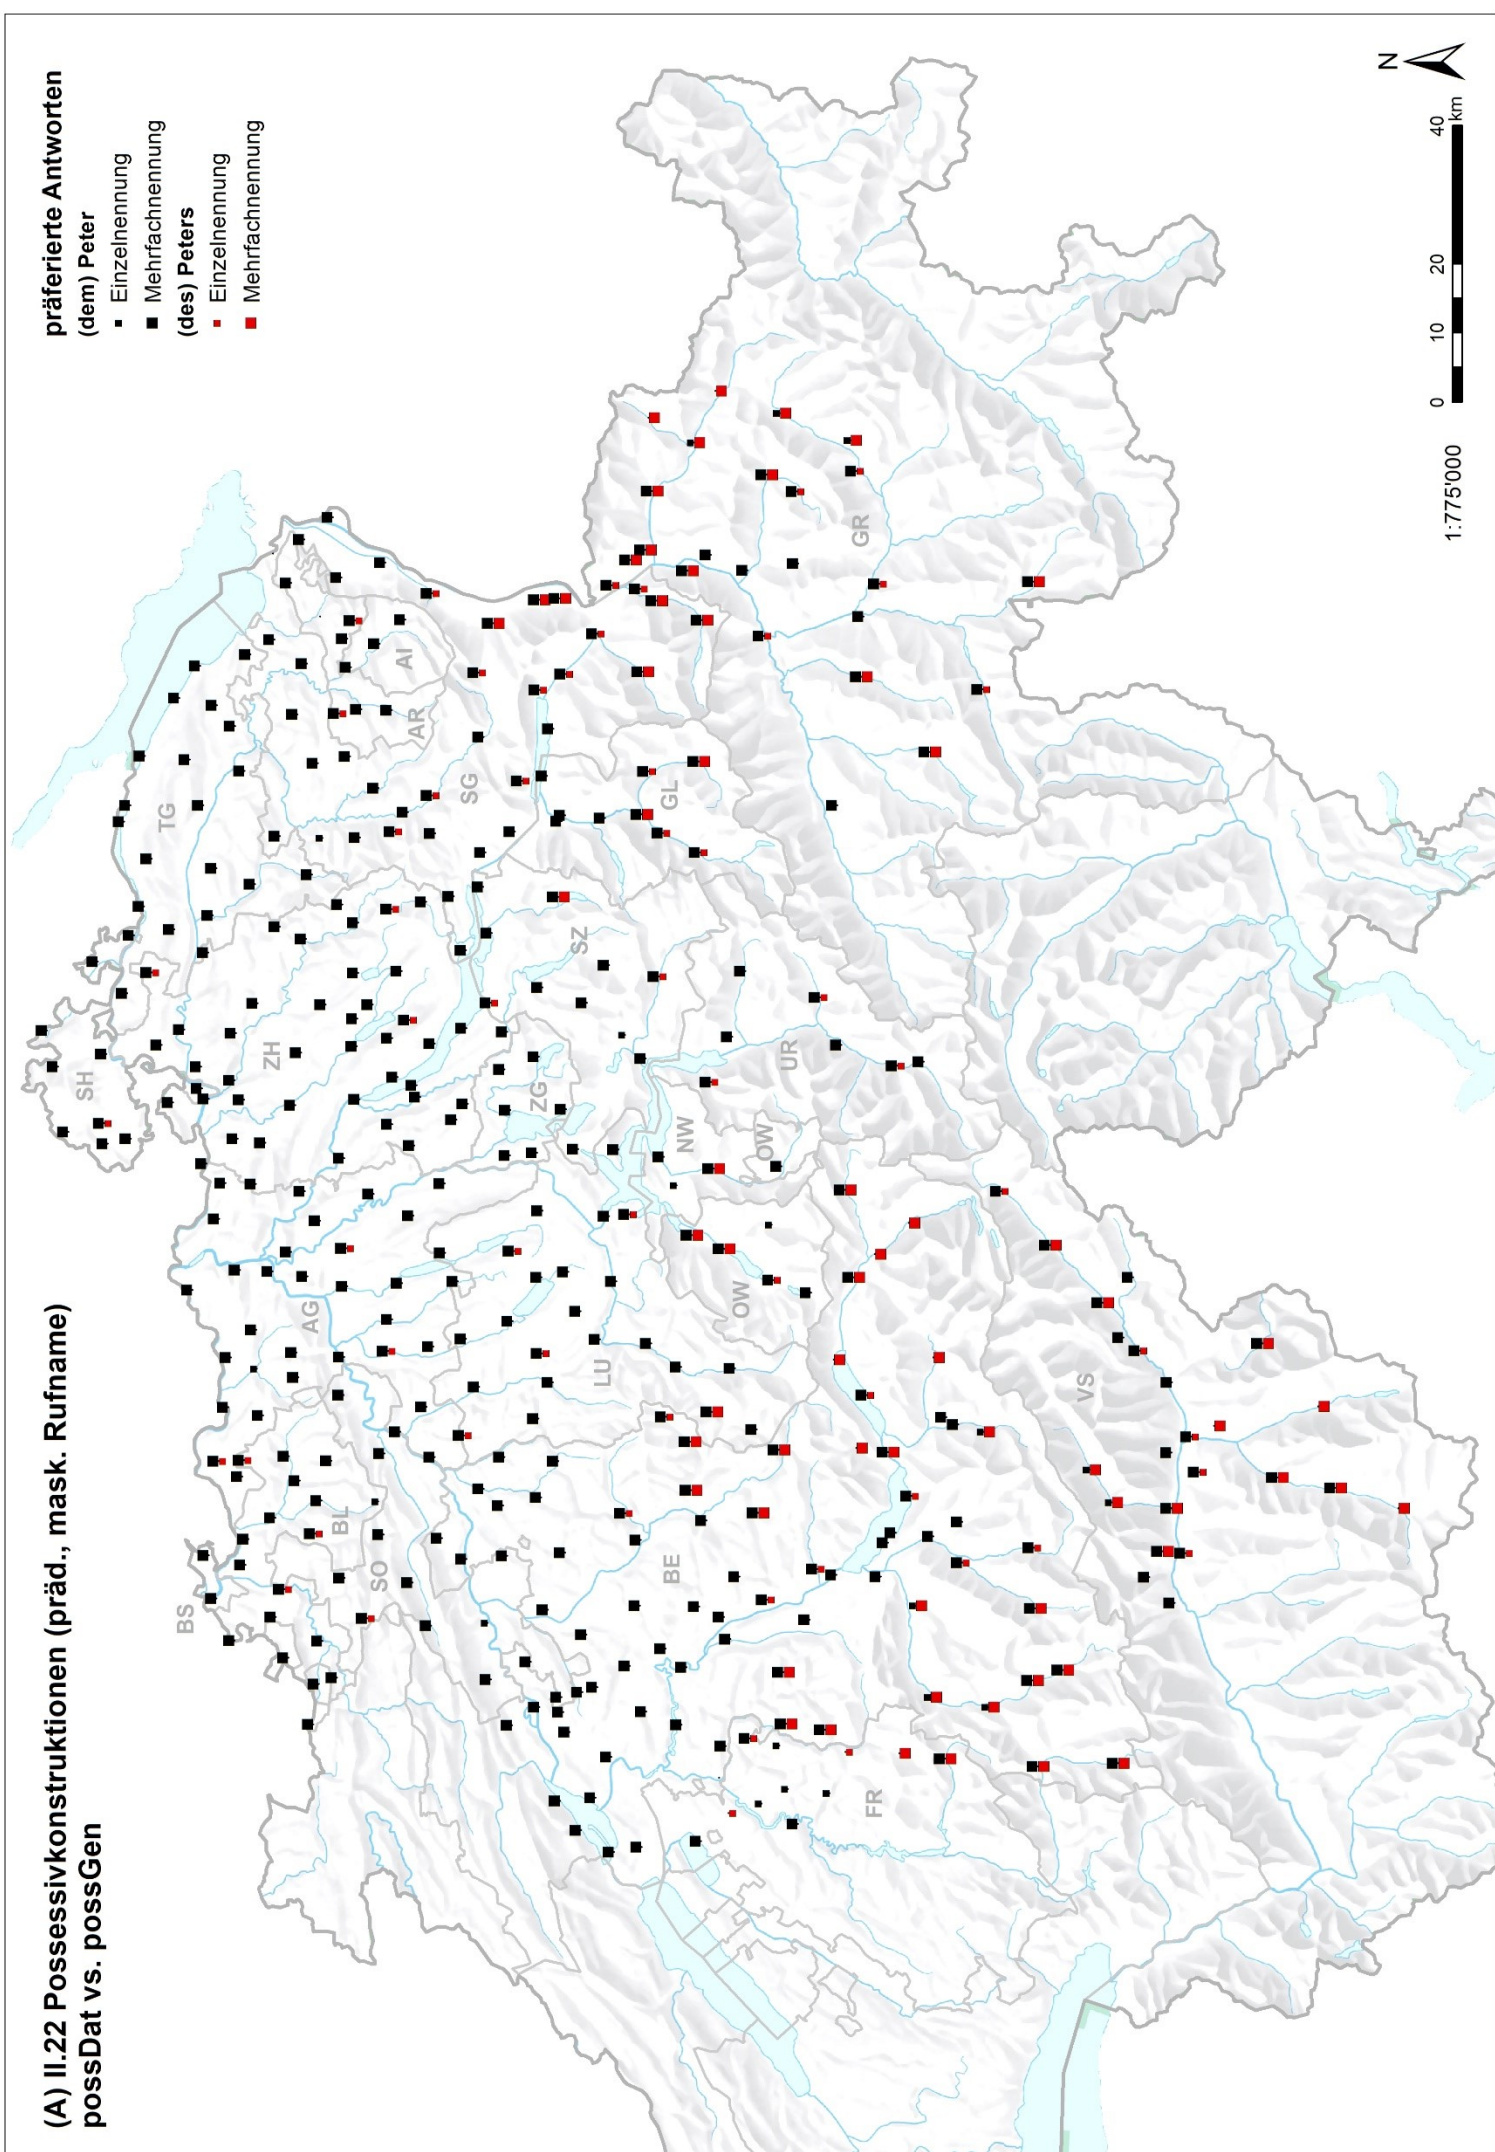 (A) II.22 Possessivkonstruktionen (präd., mask. Rufname)
possDat vs. possGen
präferierte Antworten
(dem) Peter
Einzelnennung
Mehrfachnennung
(des) Peters
Einzelnennung
Mehrfachnennung
SH
BS
TG
ZH
AG
BL
SO
AR
AI
SG
ZG
SZ
LU
GL
NW
OW
OW
UR
BE
GR
FR
VS
N
1:775'000
0 10 20 40
km